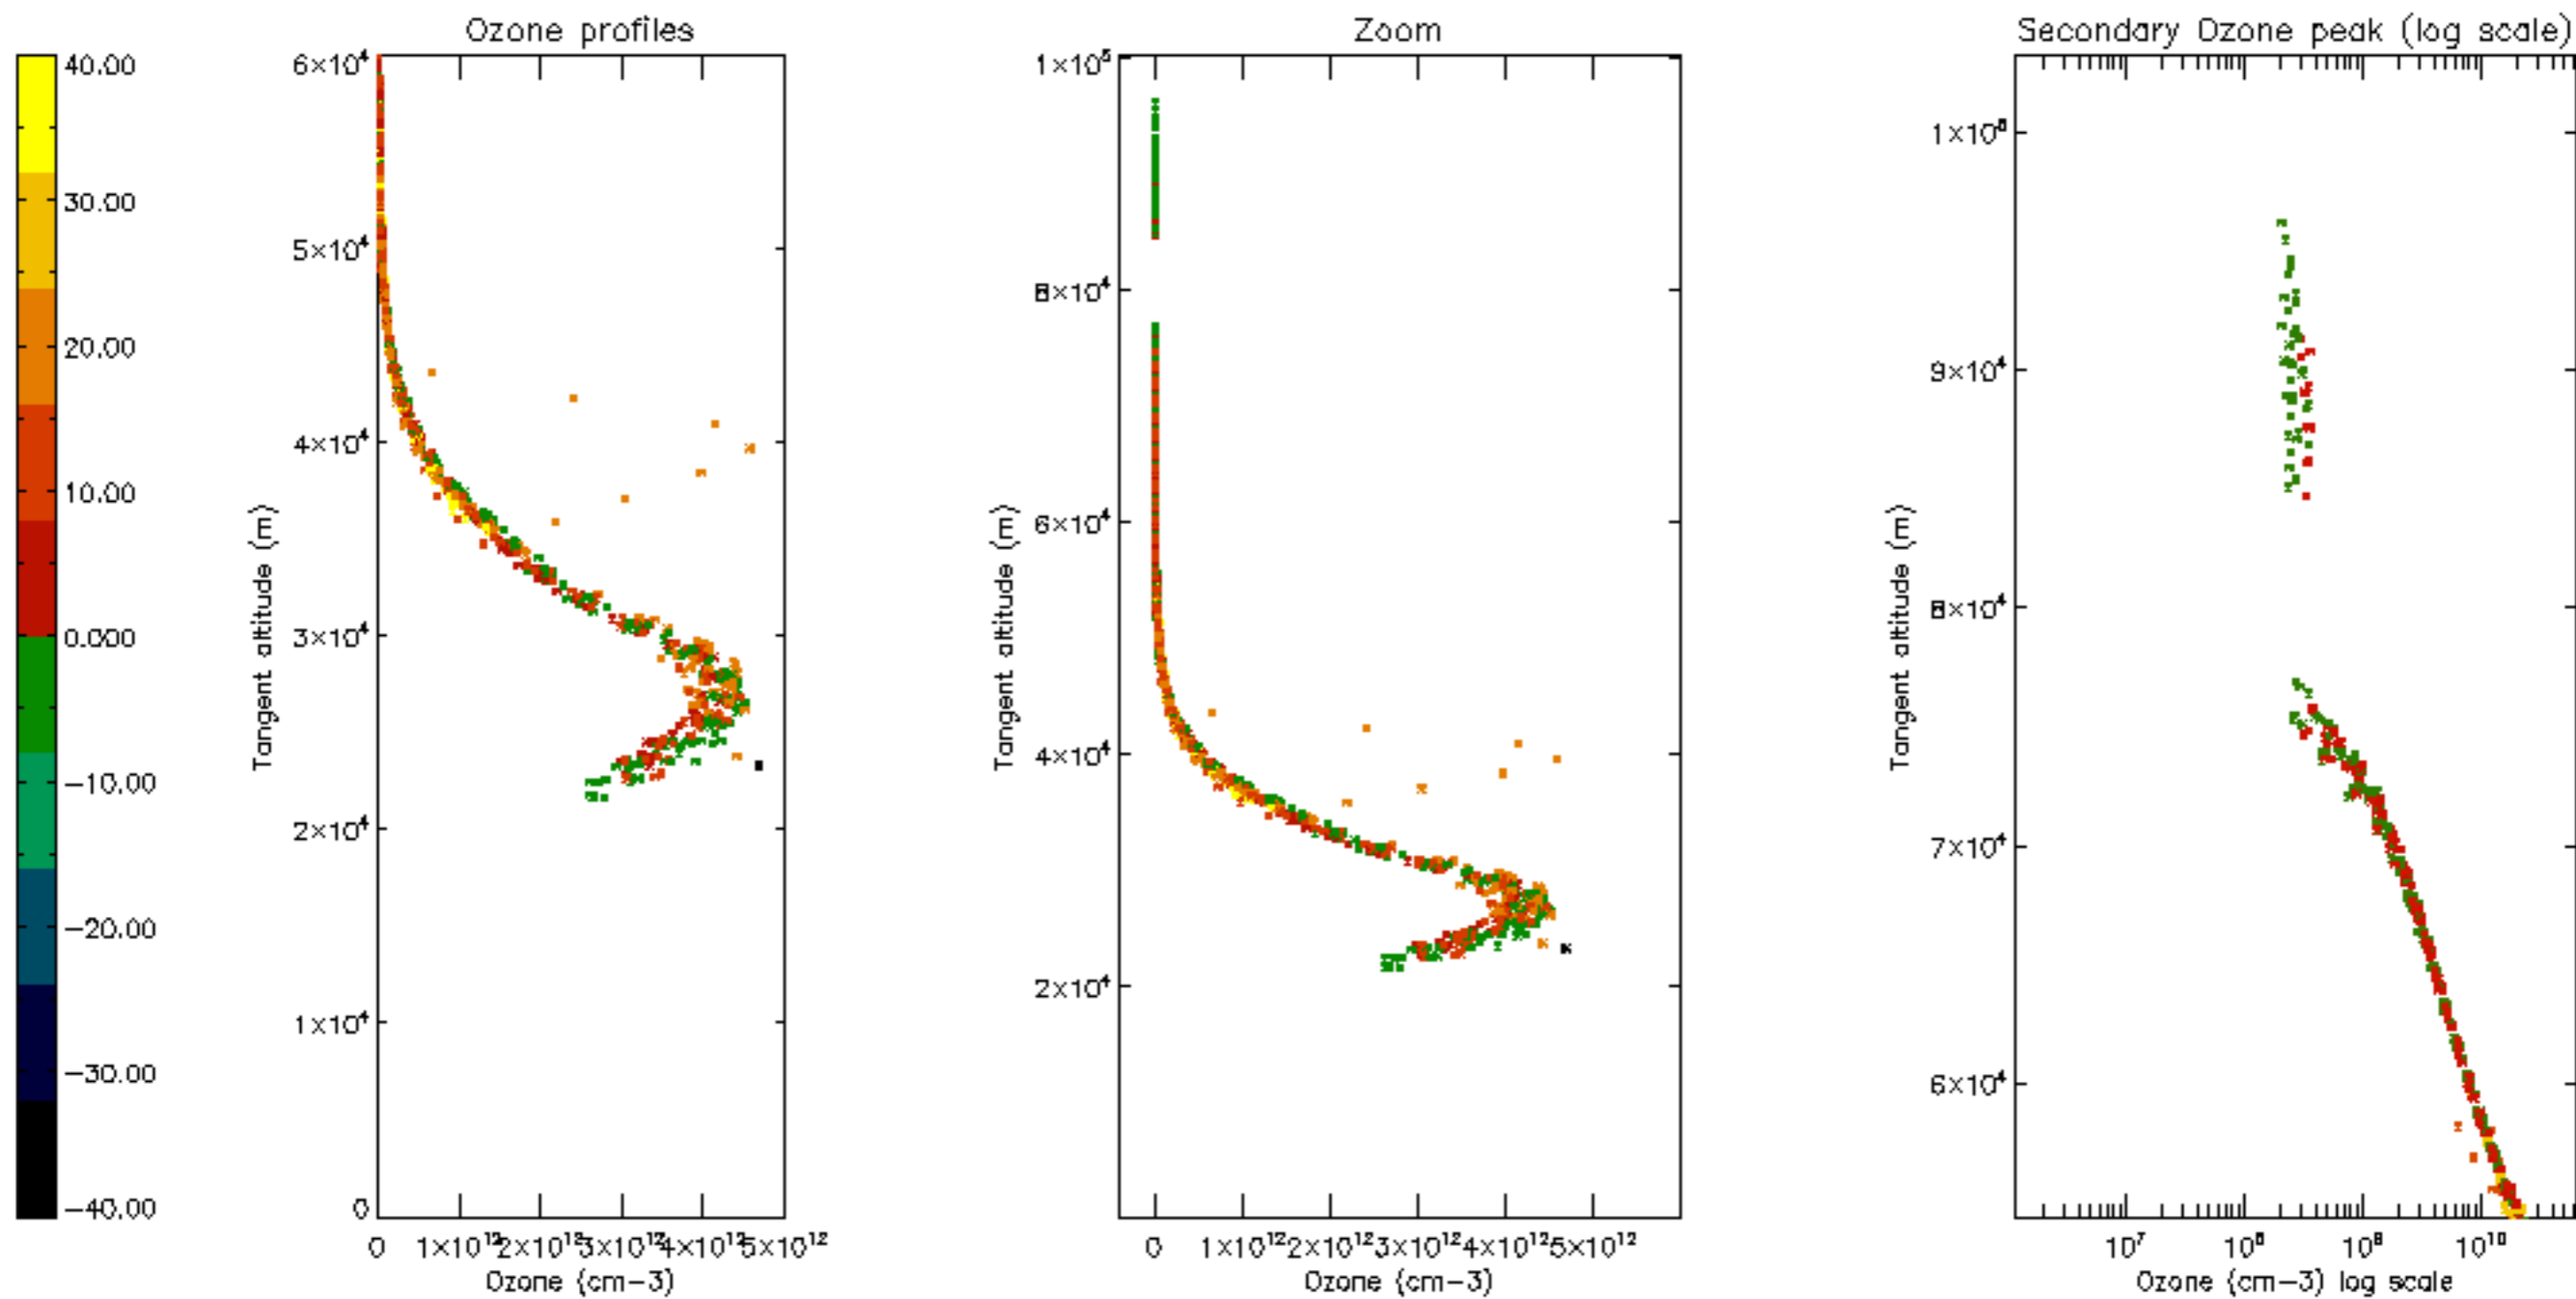 Ozone profiles
Zoom
Secondary Ozone peak (log scale)
40.00
30.00
20.00
10.00
−10.00
−20.00
−30.00
−40.00
6×10⁴
5×10⁴
4×10⁴
3×10⁴
2×10⁴
1×10⁴
0
Tangent altitude (m)
0 1×10¹² 2×10¹² 3×10¹² 4×10¹² 5×10¹²
Ozone (cm−3)
1×10⁵
8×10⁴
6×10⁴
4×10⁴
2×10⁴
Tangent altitude (m)
0 1×10¹² 2×10¹² 3×10¹² 4×10¹² 5×10¹²
Ozone (cm−3)
9×10⁴
8×10⁴
7×10⁴
6×10⁴
Tangent altitude (m)
10⁷ 10⁸ 10⁹ 10¹⁰
Ozone (cm−3) log scale